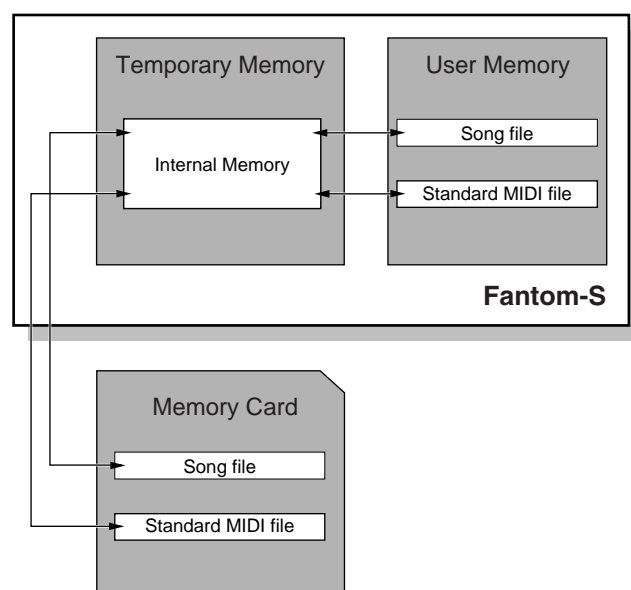 Temporary Memory
User Memory
Internal Memory
Song file
Standard MIDI file
Fantom-S
Memory Card
Song file
Standard MIDI file